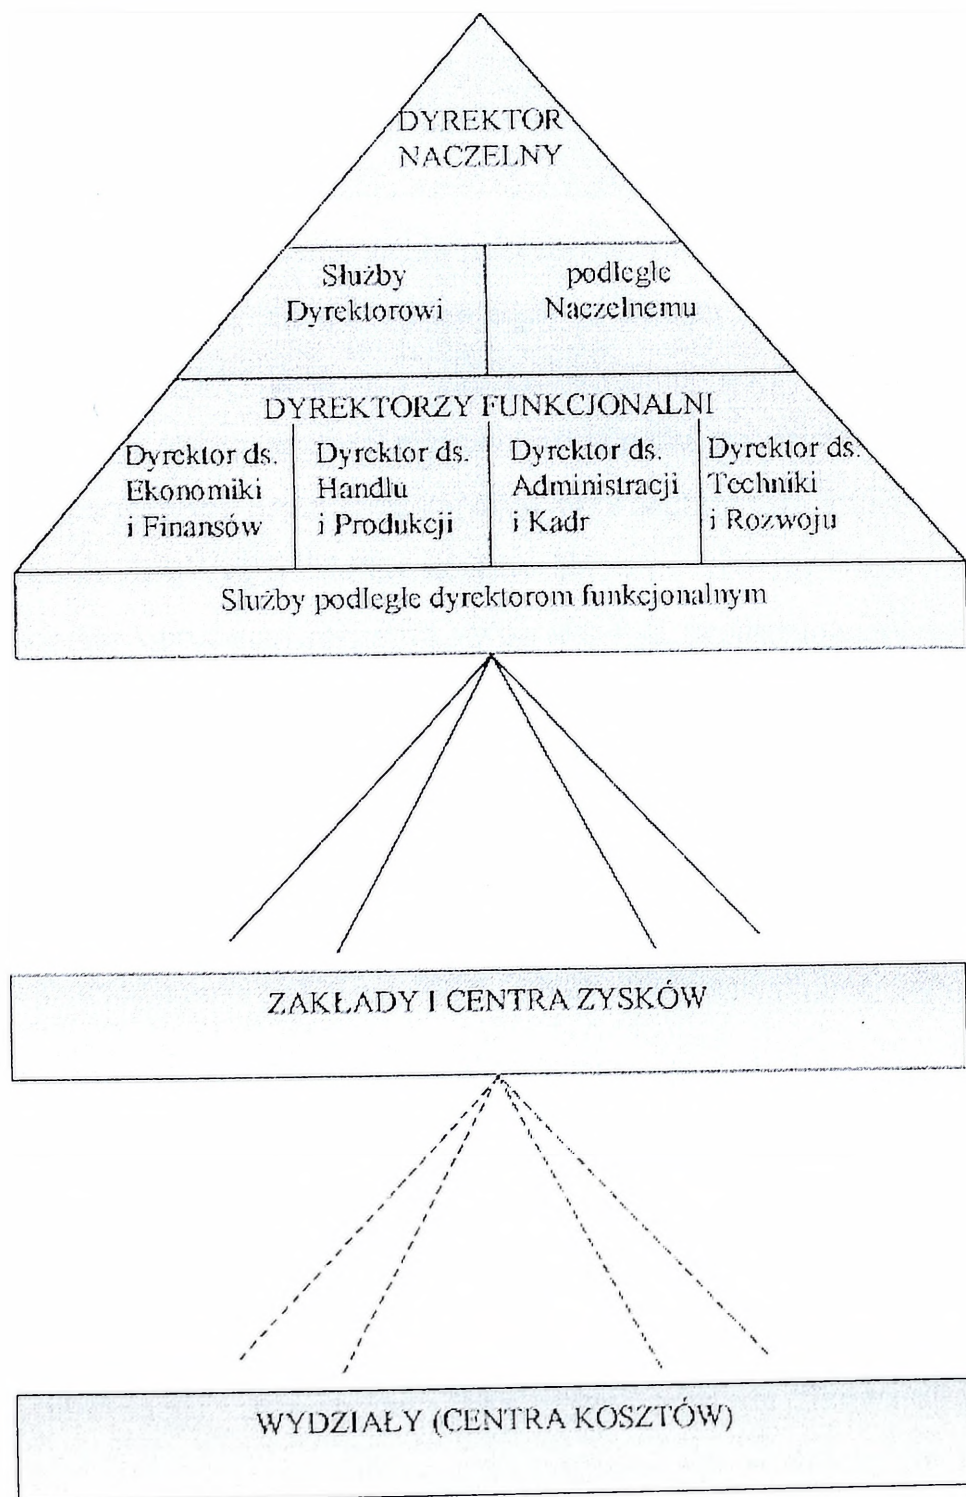 DYREKTOR
NACZELNY
Służby
Dyrektorowi
podległe
Naczelnemu
DYREKTORZY FUNKCJONALNI
Dyrektor ds.
Ekonomiki
i Finansów
Dyrektor ds.
Handlu
i Produkcji
Dyrektor ds.
Administracji
i Kadr
Dyrektor ds.
Techniki
i Rozwoju
Służby podległe dyrektorom funkcjonalnym
ZAKŁADY I CENTRA ZYSKÓW
WYDZIAŁY (CENTRA KOSZTÓW)